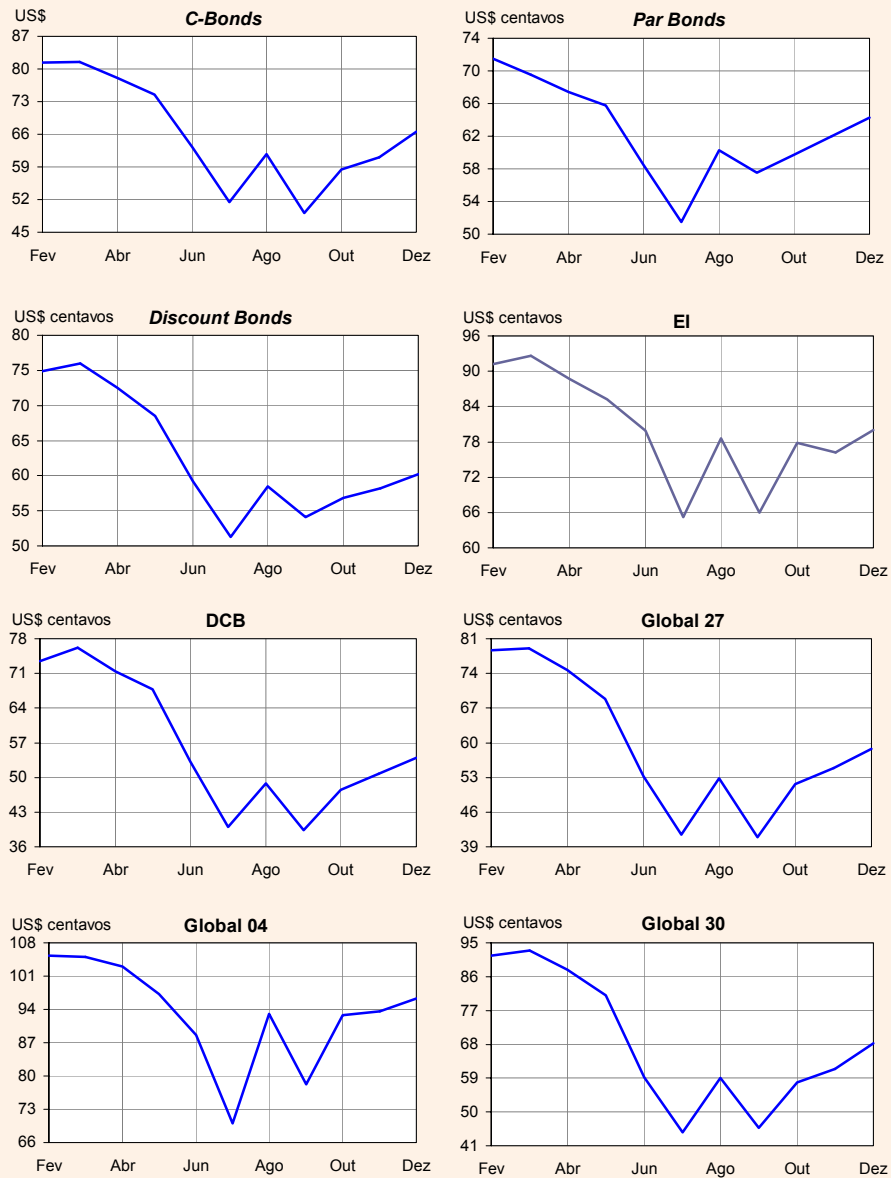 US$
C-Bonds
87
80
73
66
59
52
45
Fev Abr Jun Ago Out Dez
US$ centavos
Par Bonds
74
70
66
62
58
54
50
Fev Abr Jun Ago Out Dez
US$ centavos
Discount Bonds
80
75
70
65
60
55
50
Fev Abr Jun Ago Out Dez
US$ centavos
EI
96
90
84
78
72
66
60
Fev Abr Jun Ago Out Dez
US$ centavos
DCB
78
71
64
57
50
43
36
Fev Abr Jun Ago Out Dez
US$ centavos
Global 27
81
74
67
60
53
46
39
Fev Abr Jun Ago Out Dez
US$ centavos
Global 04
108
101
94
87
80
73
66
Fev Abr Jun Ago Out Dez
US$ centavos
Global 30
95
86
77
68
59
50
41
Fev Abr Jun Ago Out Dez